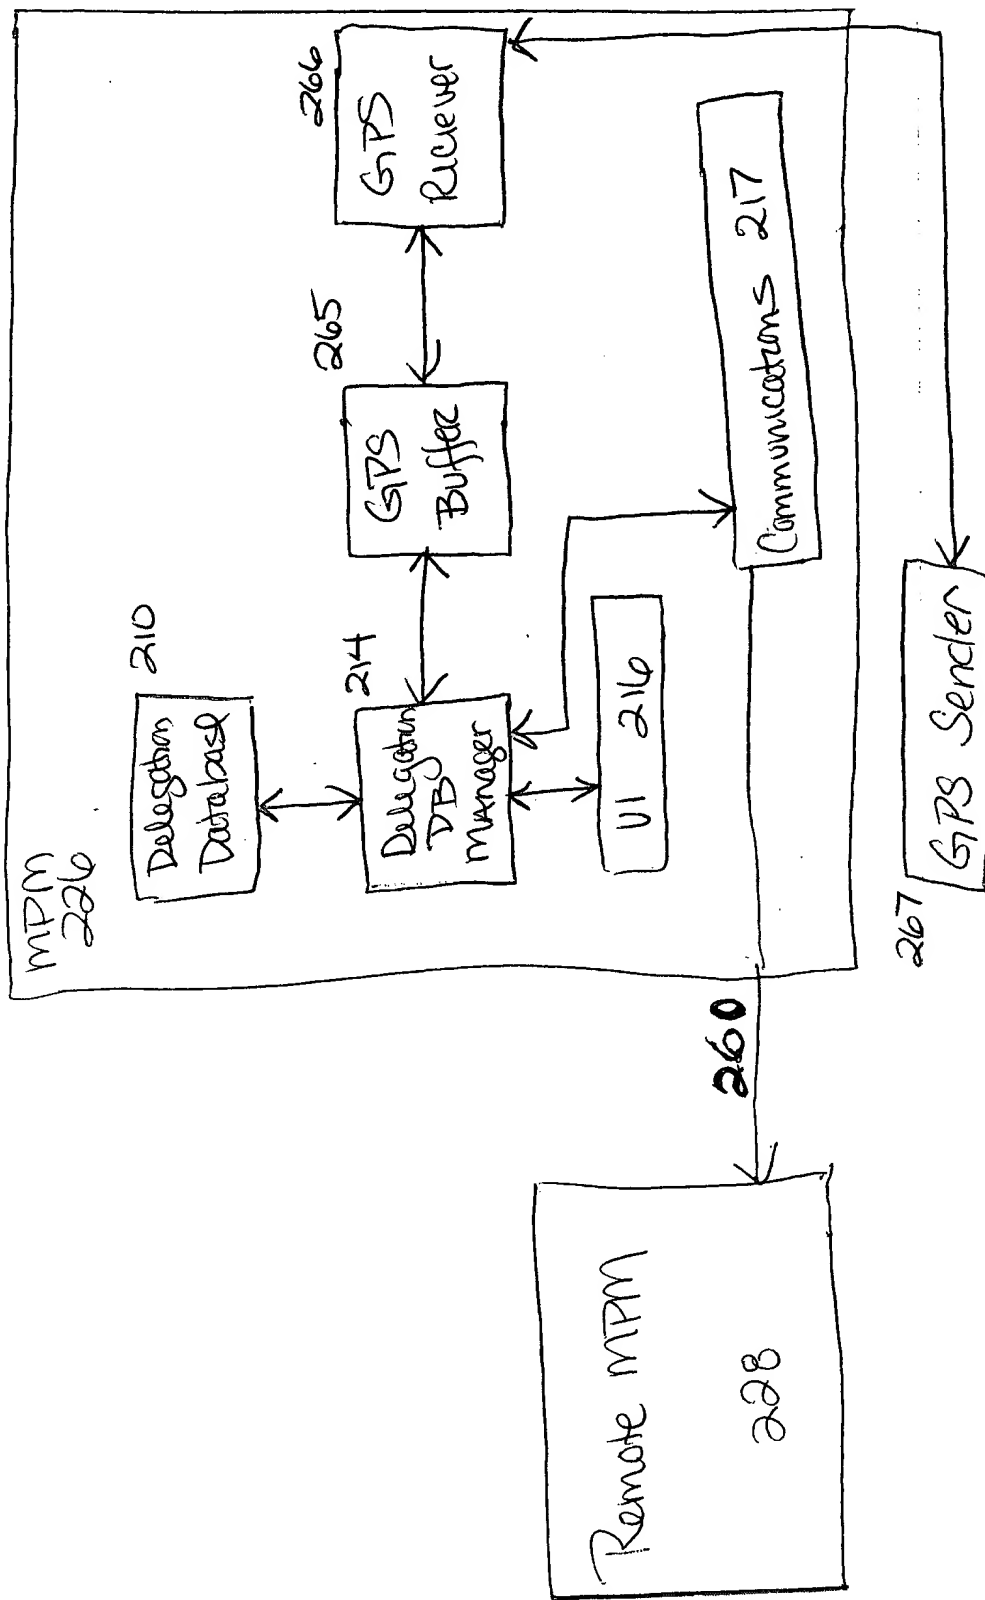 MPM
226
Delegation
Database
210
Delegation
DB
MANager
214
GPS
Buffer
265
GPS
Riciever
266
UI 216
Communications 217
260
Remote MPM
228
267
GPS Sender